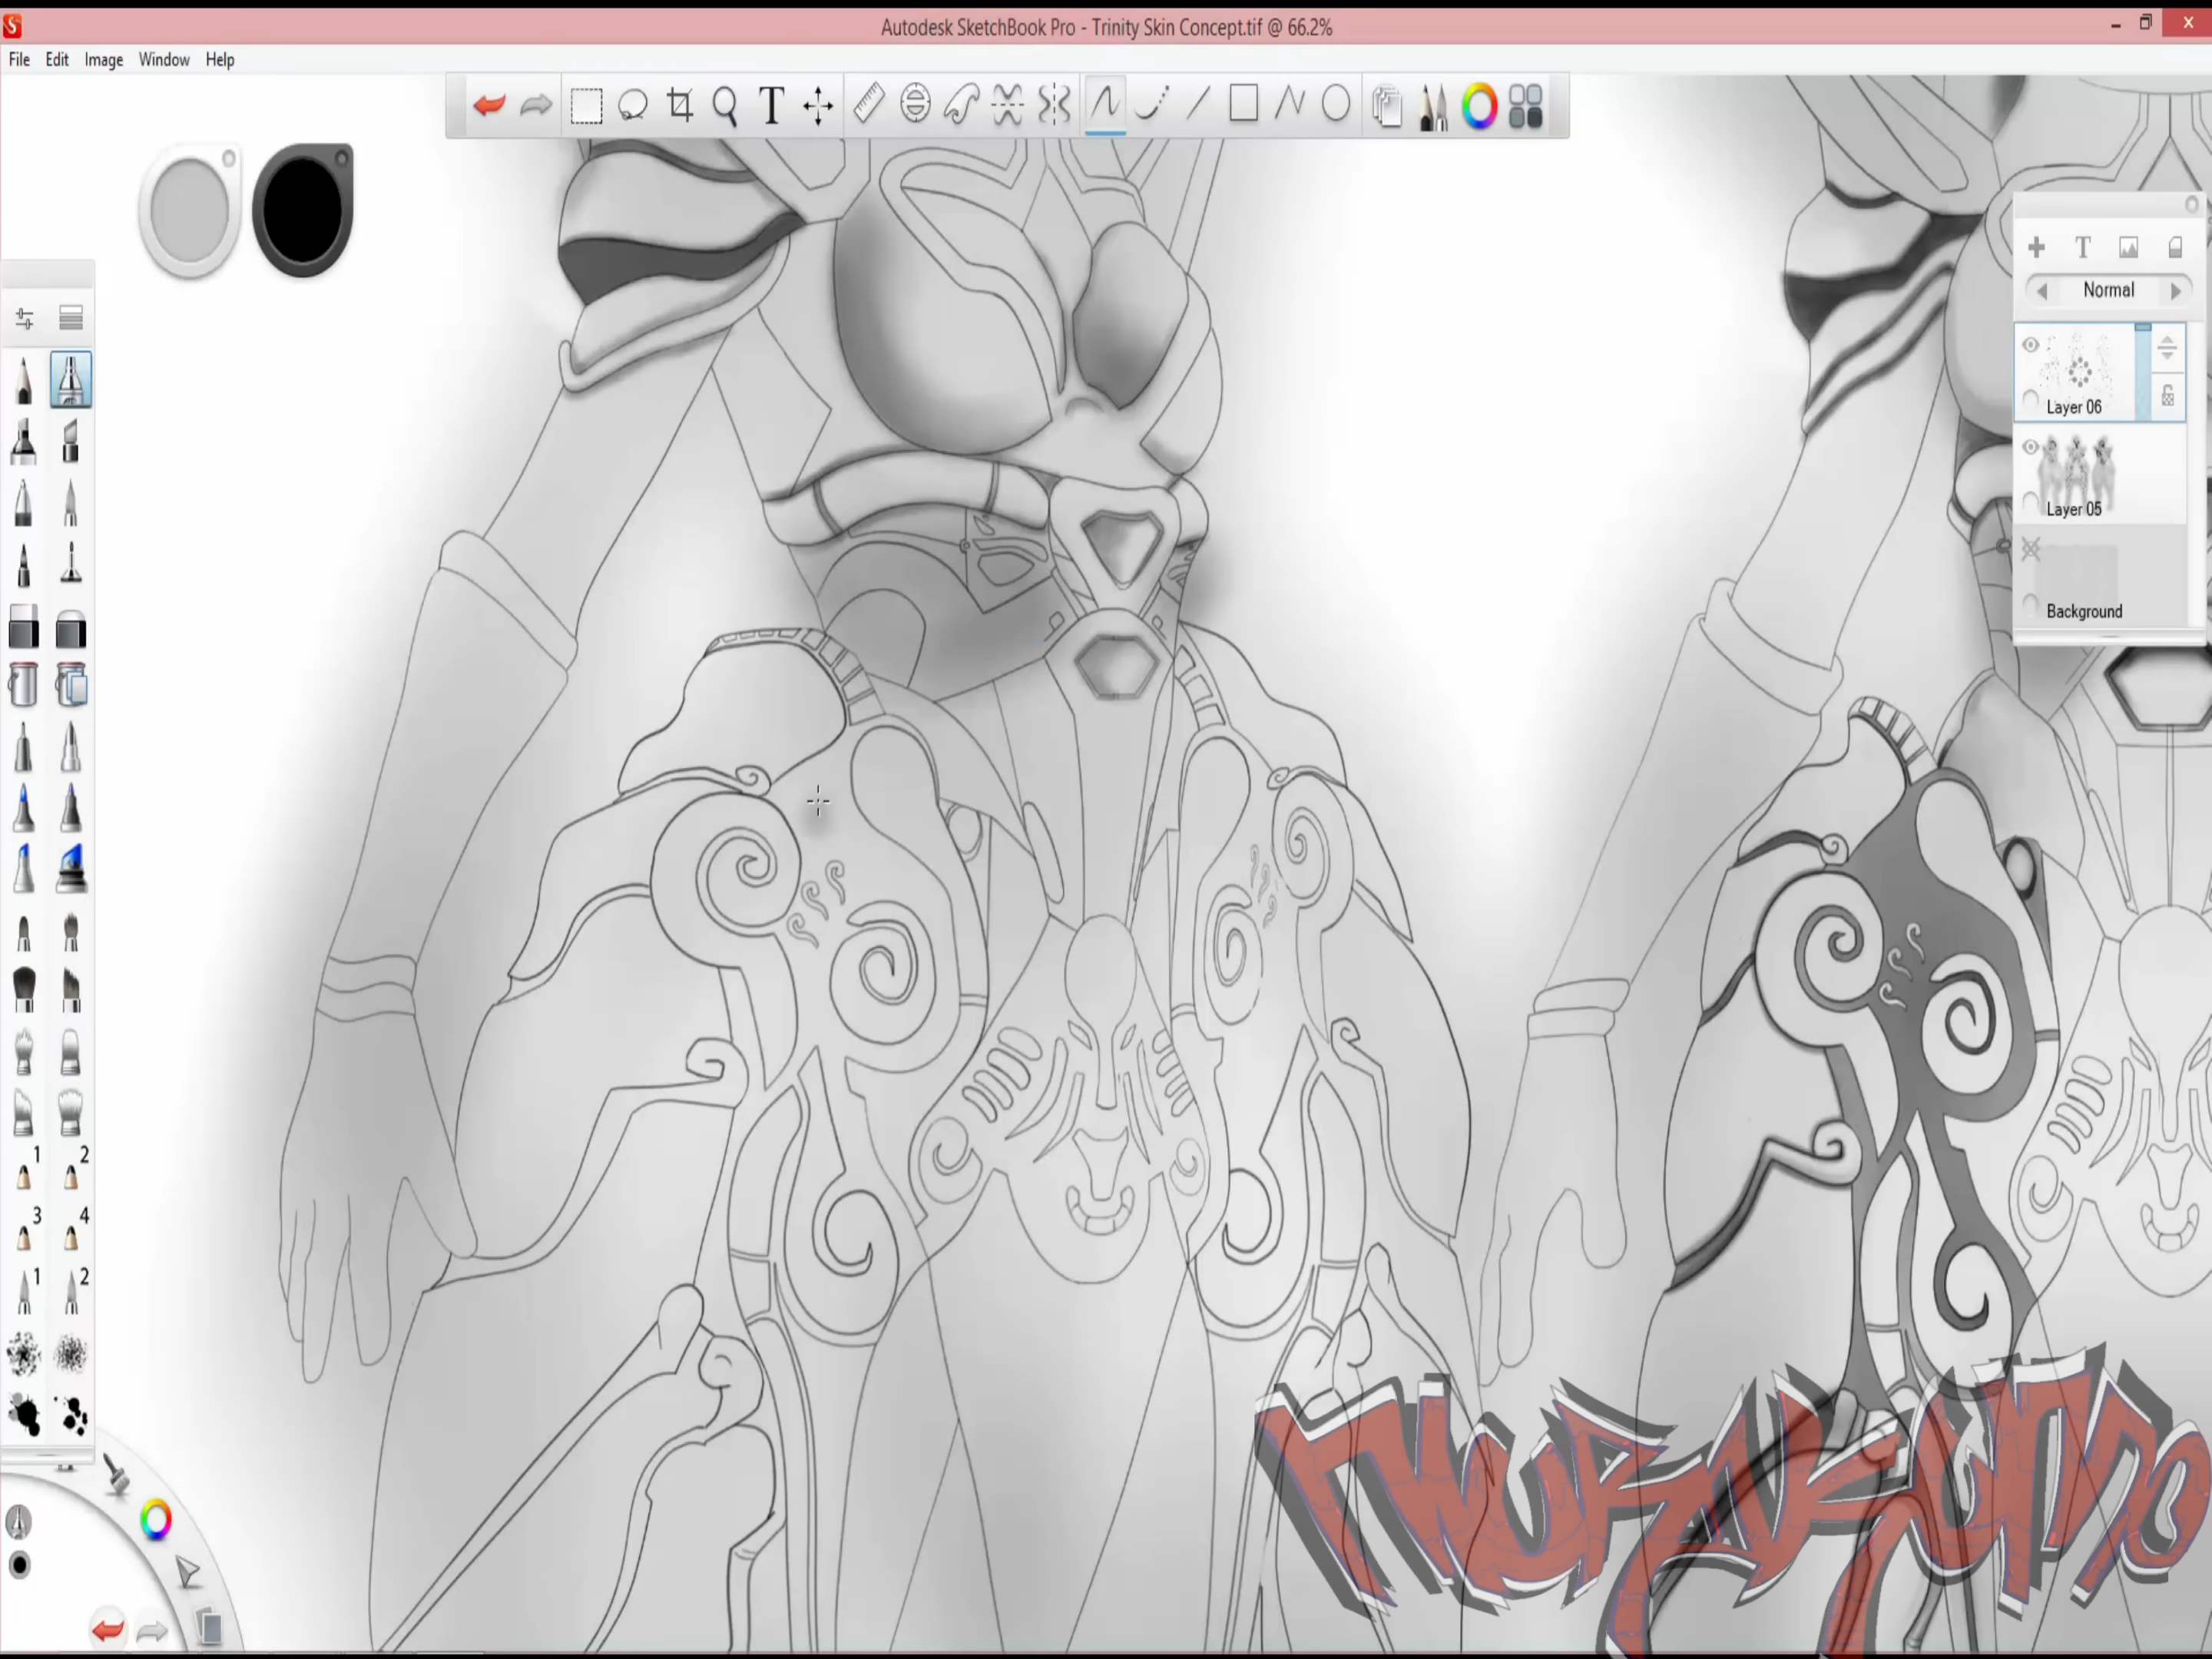 Autodesk SketchBook Pro - Trinity Skin Concept.tif @ 66.2%
File Edit Image Window Help
T
T
Normal
Layer 06
Layer 05
Background
1 2
3 4
1 2